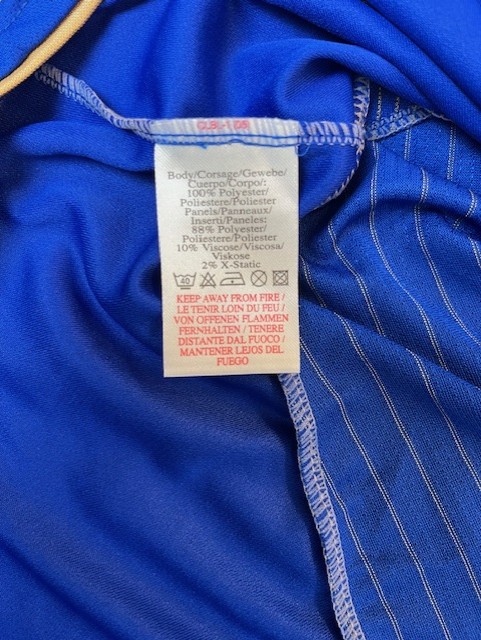 Body/Corsage/Gewebe/
Cuerpo/Corpo/:
100% Polyester/
Poliestere/Poliester
Panels/Panneaux/
Inserti/Paneles:
88% Polyester/
Poliestere/Poliester
10% Viscose/Viscosa/
Viskose
2% X-Static
40
KEEP AWAY FROM FIRE /
LE TENIR LOIN DU FEU /
VON OFFENEN FLAMMEN
FERNHALTEN / TENERE
DISTANTE DAL FUOCO /
MANTENER LEJOS DEL
FUEGO